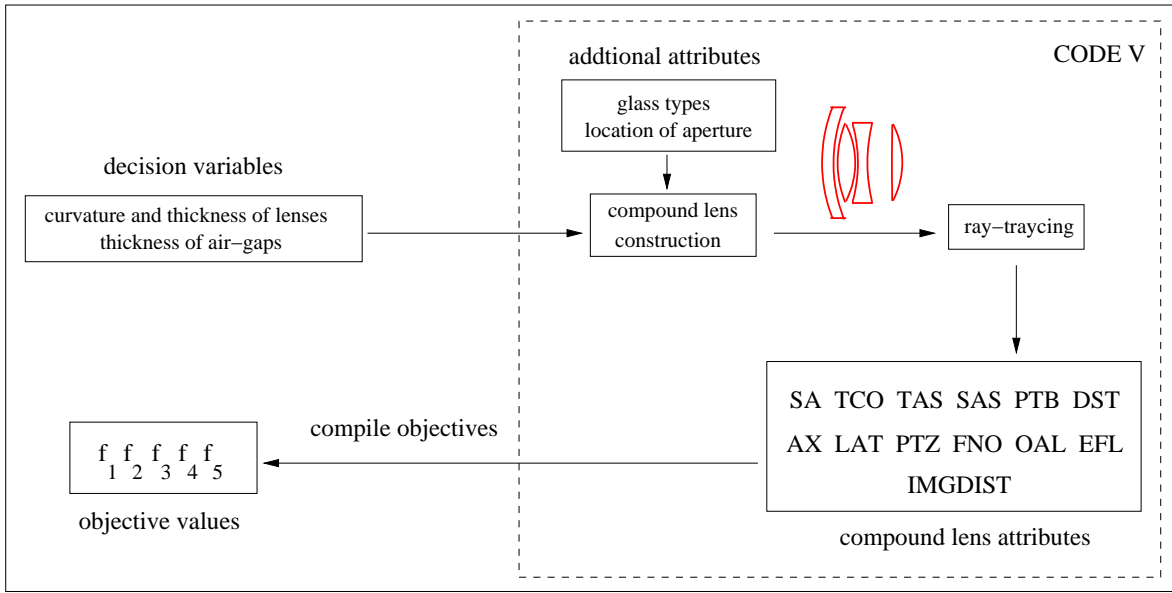 CODE V
addtional attributes
glass types
location of aperture
decision variables
curvature and thickness of lenses
thickness of air-gaps
compound lens
construction
ray-traycing
SA TCO TAS SAS PTB DST
AX LAT PTZ FNO OAL EFL
IMGDIST
compound lens attributes
compile objectives
f1 f2 f3 f4 f5
objective values